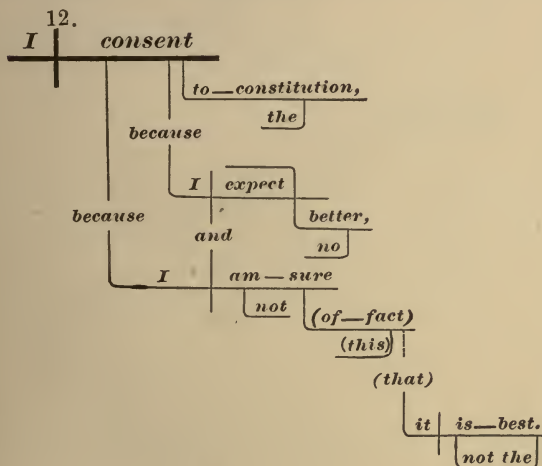 12.
I consent
to—constitution,
the
because
I expect
because
better,
and
no
I am—sure
not
(of—fact)
(this)
(that)
it is—best.
not the